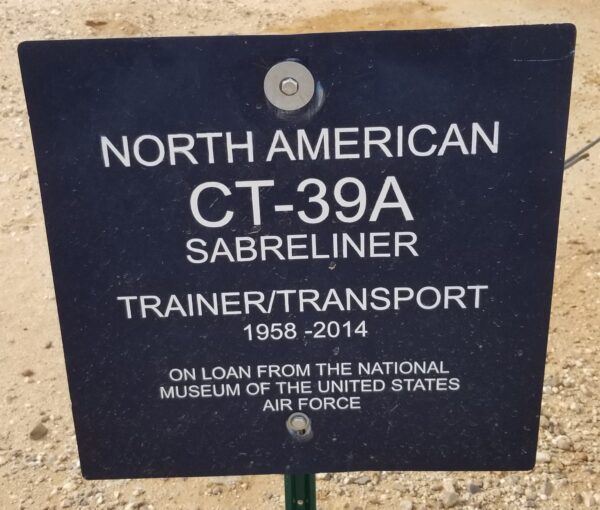 NORTH AMERICAN
CT-39A
SABRELINER
TRAINER/TRANSPORT
1958 -2014
ON LOAN FROM THE NATIONAL
MUSEUM OF THE UNITED STATES
AIR FORCE